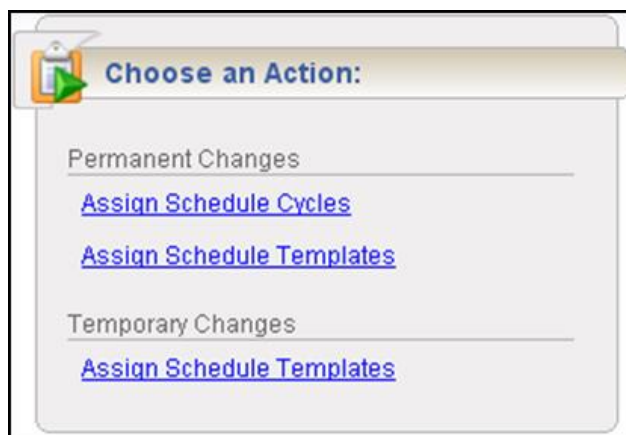 Choose an Action:
Permanent Changes
Assign Schedule Cycles
Assign Schedule Templates
Temporary Changes
Assign Schedule Templates